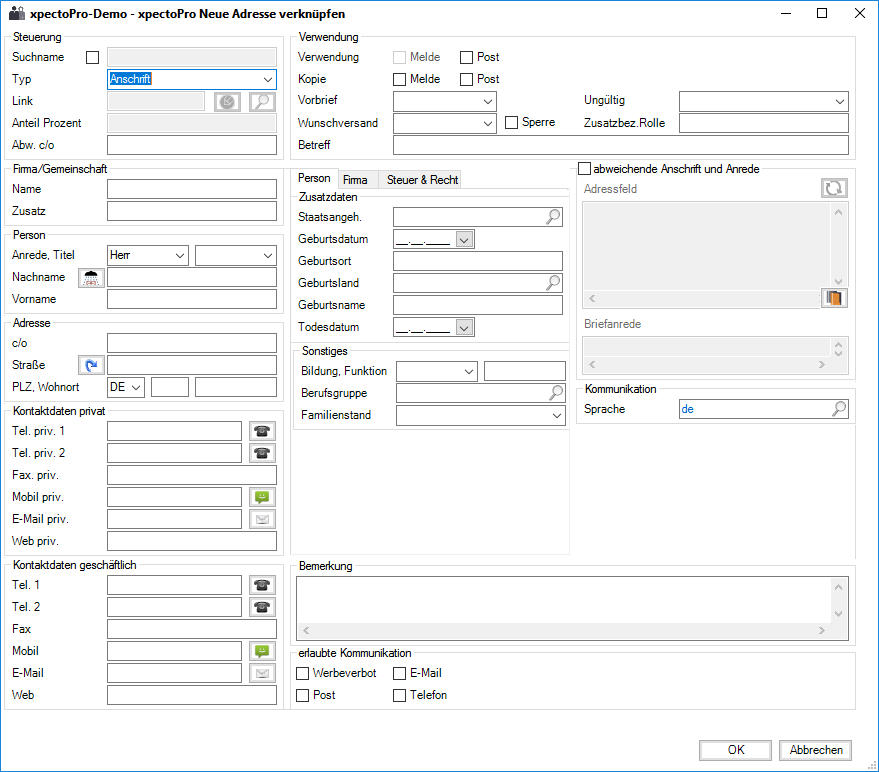 xpectoPro-Demo - xpectoPro Neue Adresse verknüpfen
Steuerung
Suchname
Typ Anschrift
Link
Anteil Prozent
Abw. c/o
Firma/Gemeinschaft
Name
Zusatz
Person
Anrede, Titel Herr
Nachname
Vorname
Adresse
c/o
Straße
PLZ, Wohnort DE
Kontaktdaten privat
Tel. priv. 1
Tel. priv. 2
Fax. priv.
Mobil priv.
E-Mail priv.
Web priv.
Kontaktdaten geschäftlich
Tel. 1
Tel. 2
Fax
Mobil
E-Mail
Web
Verwendung
Verwendung Melde Post
Kopie Melde Post
Vorbrief Ungültig
Wunschversand Sperre Zusatzbez.Rolle
Betreff
Person Firma Steuer & Recht
Zusatzdaten
Staatsangeh.
Geburtsdatum __.__.____
Geburtsort
Geburtsland
Geburtsname
Todesdatum __.__.____
Sonstiges
Bildung, Funktion
Berufsgruppe
Familienstand
abweichende Anschrift und Anrede
Adressfeld
Briefanrede
Kommunikation
Sprache de
Bemerkung
erlaubte Kommunikation
Werbeverbot E-Mail
Post Telefon
OK Abbrechen